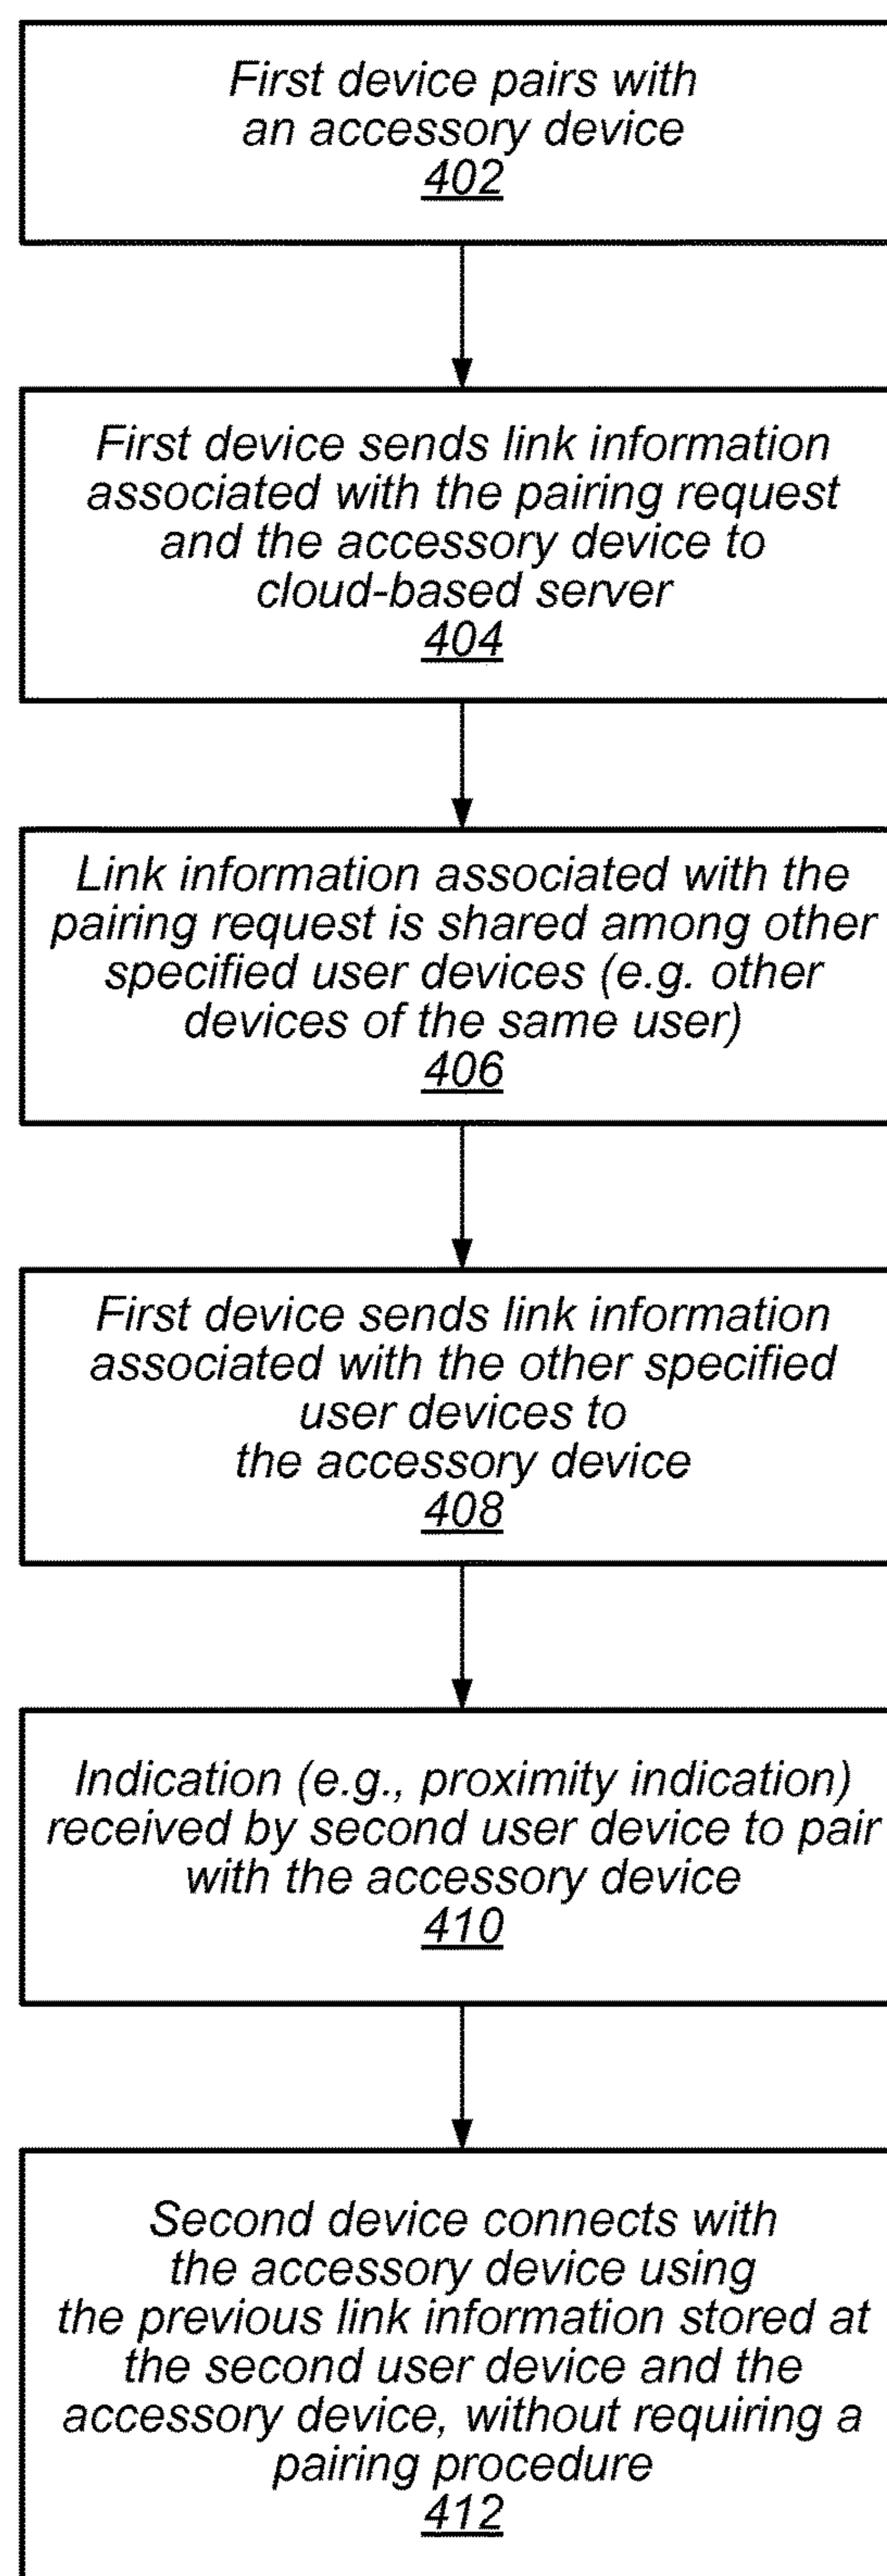 First device pairs with
an accessory device
402
First device sends link information
associated with the pairing request
and the accessory device to
cloud-based server
404
Link information associated with the
pairing request is shared among other
specified user devices (e.g. other
devices of the same user)
406
First device sends link information
associated with the other specified
user devices to
the accessory device
408
Indication (e.g., proximity indication)
received by second user device to pair
with the accessory device
410
Second device connects with
the accessory device using
the previous link information stored at
the second user device and the
accessory device, without requiring a
pairing procedure
412